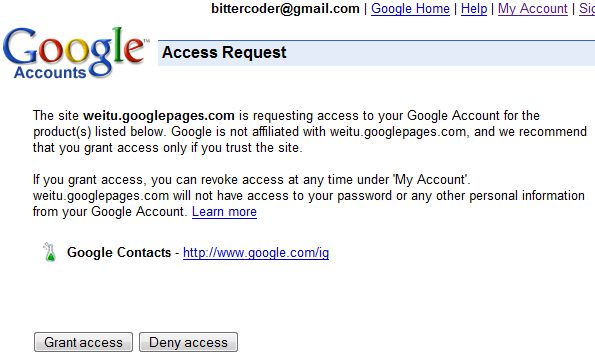 bittercoder@gmail.com | Google Home | Help | My Account |
Google™
Accounts
Access Request
The site weitu.googlepages.com is requesting access to your Google Account for the
product(s) listed below. Google is not affiliated with weitu.googlepages.com, and we recommend
that you grant access only if you trust the site.
If you grant access, you can revoke access at any time under 'My Account'.
weitu.googlepages.com will not have access to your password or any other personal information
from your Google Account. Learn more
Google Contacts - http://www.google.com/ig
Grant access Deny access